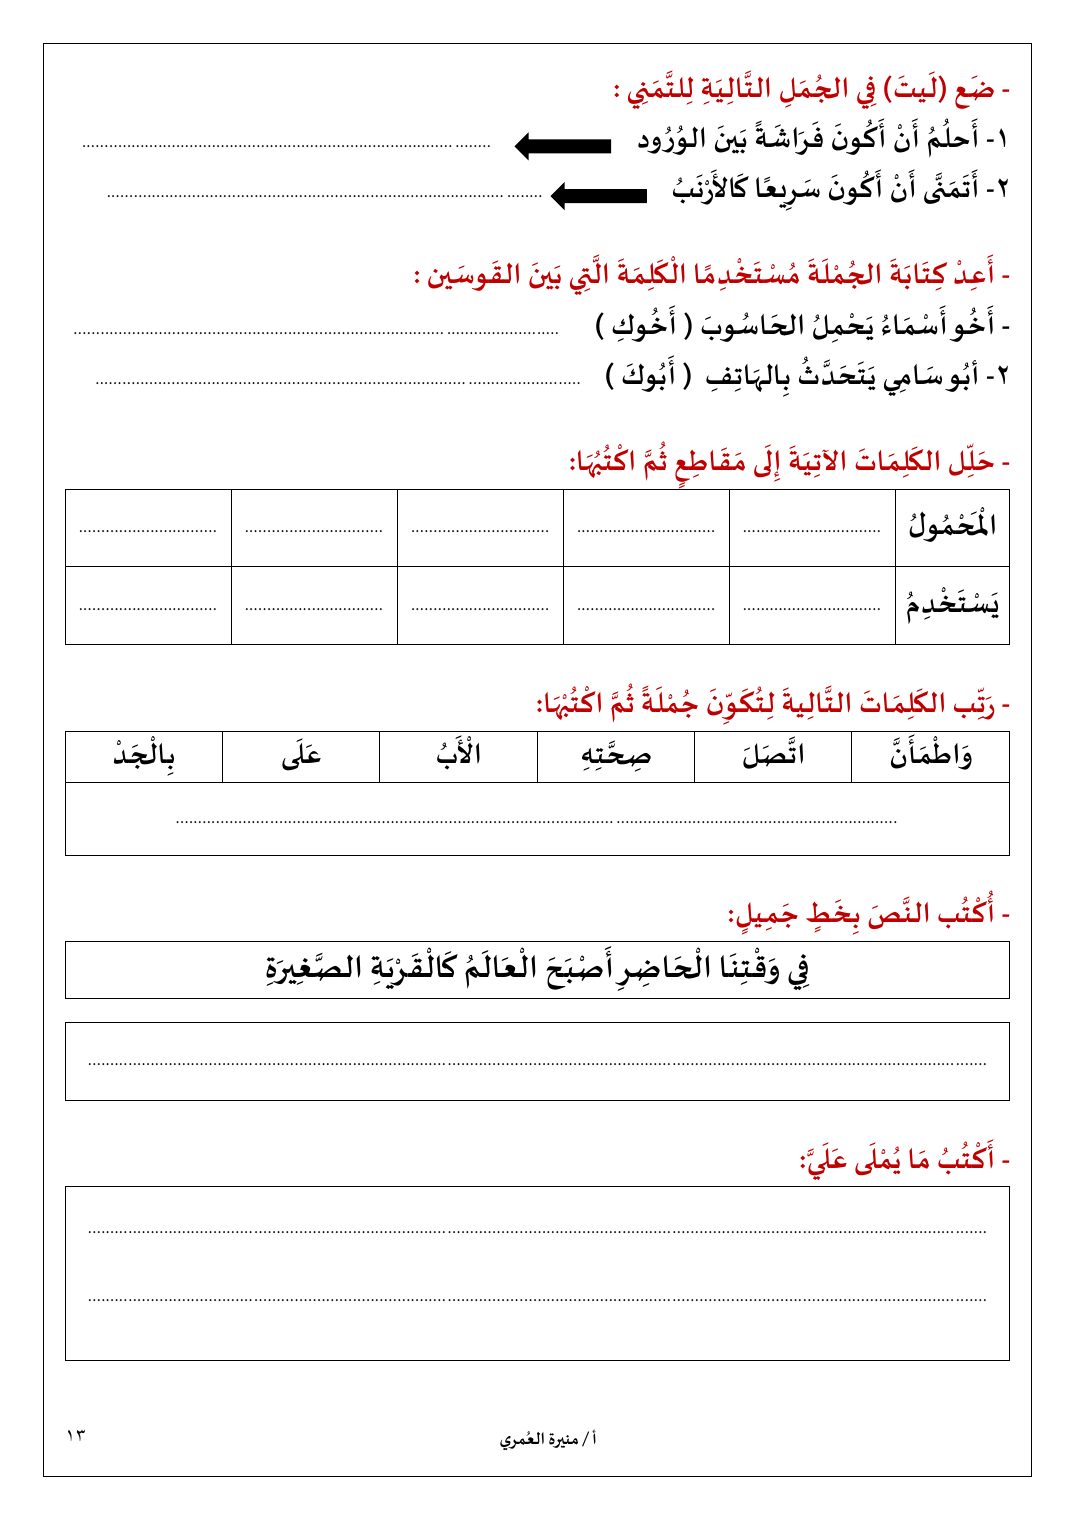 - ضَع (لَيتَ) فِي الجُمَلِ التَّالِيَةِ لِلتَّمَنِي :
١- أَحلُمُ أَنْ أَكُونَ فَرَاشَةً بَينَ الوُرُود ........................................
٢- أَتَمَنَّى أَنْ أَكُونَ سَرِيعًا كَالأَرْنَبُ ........................................
- أَعِدْ كِتَابَةَ الجُمْلَةَ مُسْتَخْدِمًا الْكَلِمَةَ الَّتِي بَينَ القَوسَين :
- أَخُو أَسْمَاءُ يَحْمِلُ الحَاسُوبَ ( أَخُوكِ ) ........................................
٢- أبُو سَامِي يَتَحَدَّثُ بِالهَاتِفِ ( أَبُوكَ ) ........................................
- حَلِّل الكَلِمَاتَ الآتِيَةَ إِلَى مَقَاطِعٍ ثُمَّ اكْتُبُهَا:
الْمَحْمُولُ .................... .................... .................... .................... ....................
يَسْتَخْدِمُ .................... .................... .................... .................... ....................
- رَتِّب الكَلِمَاتَ التَّالِيةَ لِتُكَوِّنَ جُمْلَةً ثُمَّ اكْتُبْهَا:
وَاطْمَأَنَّ اتَّصَلَ صِحَّتِهِ الْأَبُ عَلَى بِالْجَدْ
........................................
- أُكْتُب النَّصَ بِخَطٍ جَمِيلٍ:
فِي وَقْتِنَا الْحَاضِرِ أَصْبَحَ الْعَالَمُ كَالْقَرْيَةِ الصَّغِيرَةِ
........................................
- أَكْتُبُ مَا يُمْلَى عَلَيَّ:
........................................
........................................
أ / منيرة العُمري
١٣